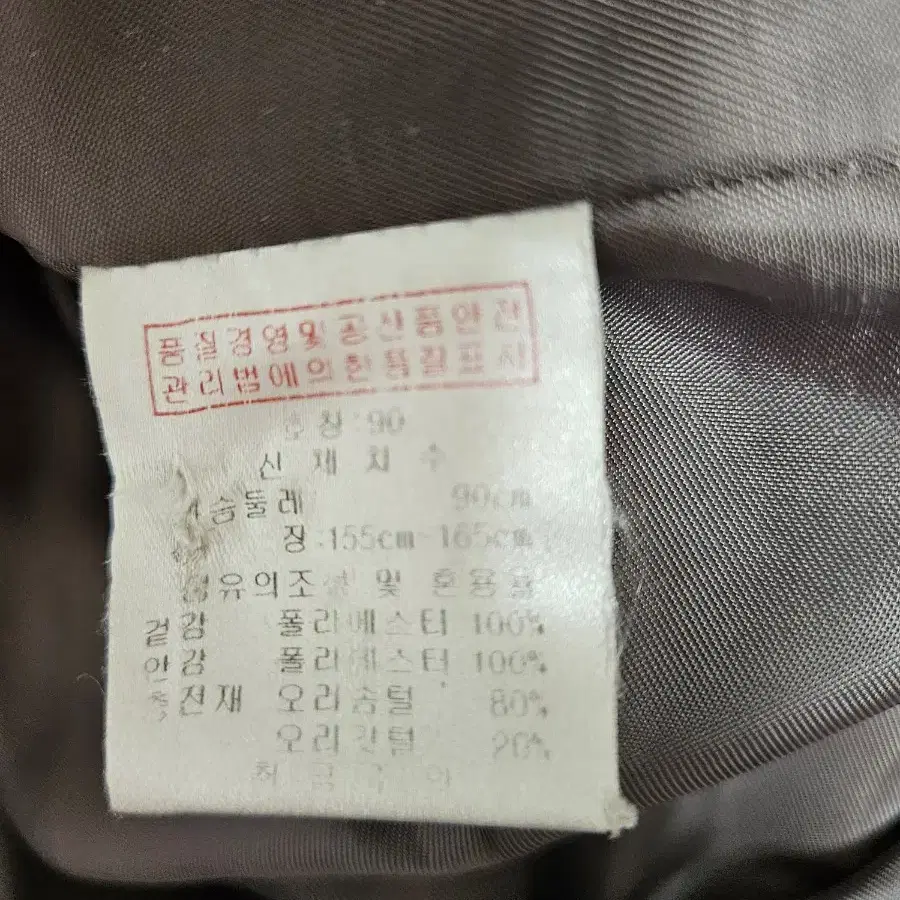 품질경영및공산품안전
관리법에의한품질표시
호칭:90
신체치수
가슴둘레 90cm
장:155cm-165cm
섬유의조성 및 혼용율
겉감 폴리에스터 100%
안감 폴리에스터 100%
충전재 오리솜털 80%
오리깃털 20%